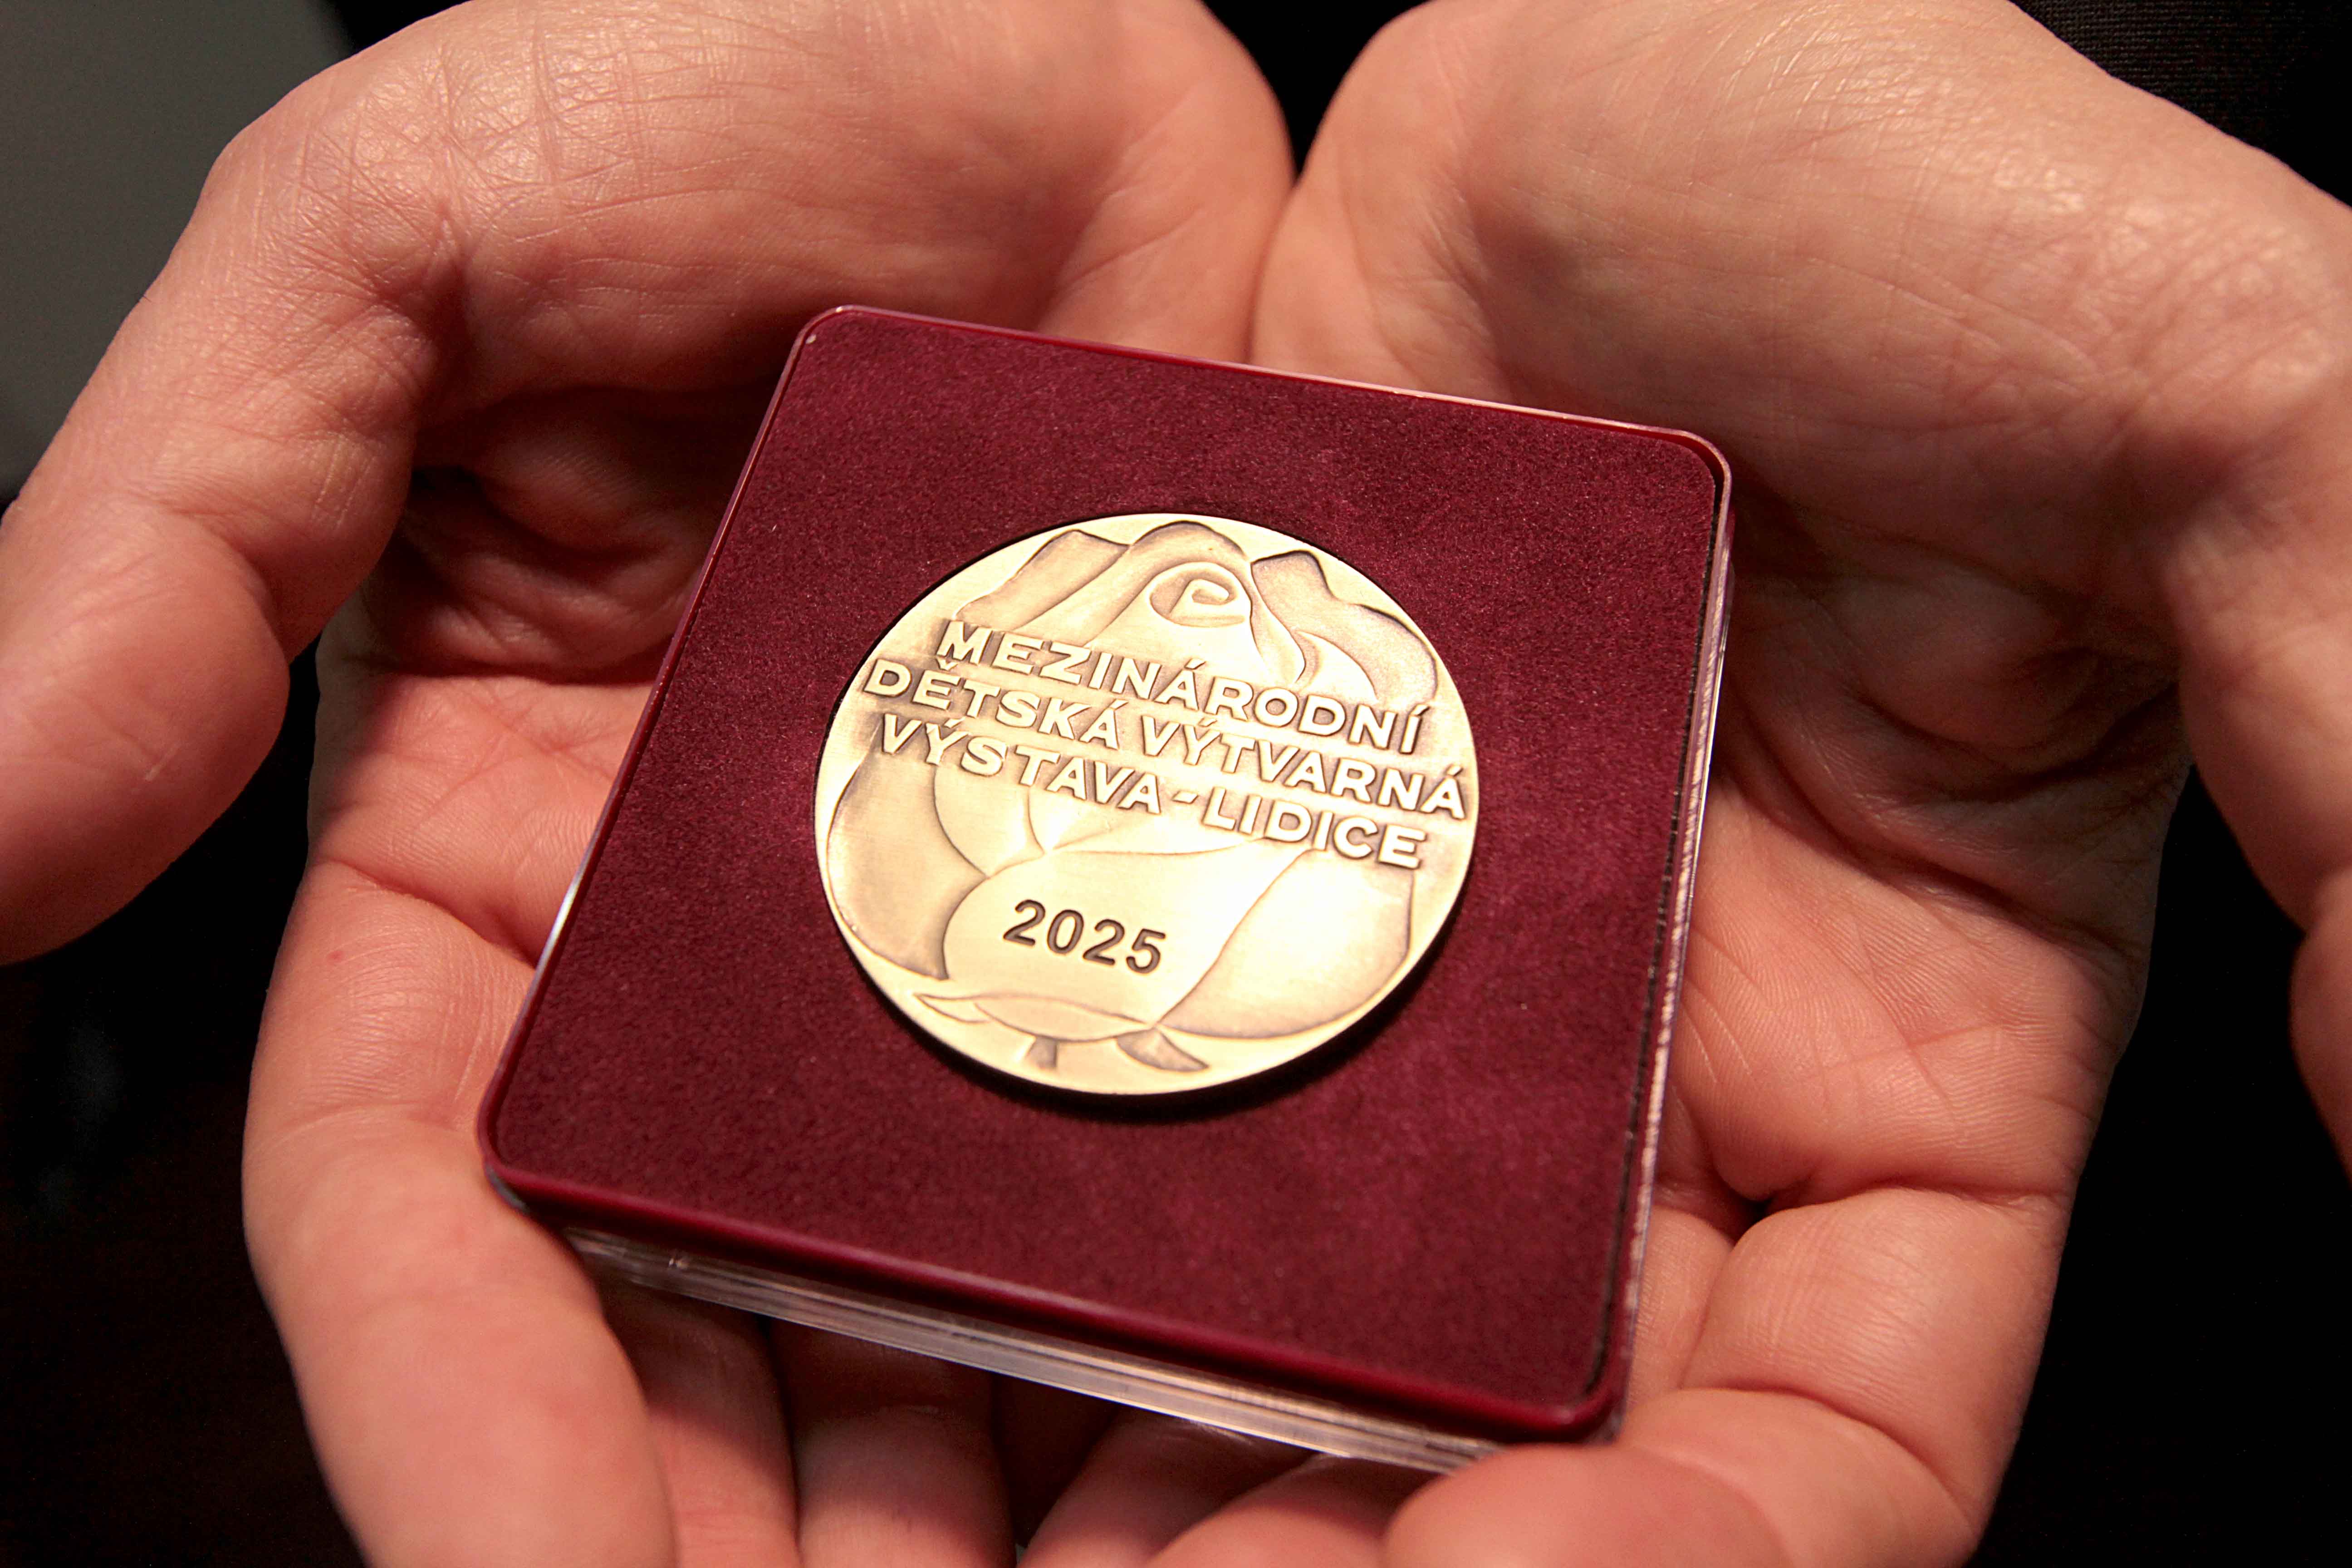 MEZINÁRODNÍ
DĚTSKÁ VÝTVARNÁ
VÝSTAVA - LIDICE
2025